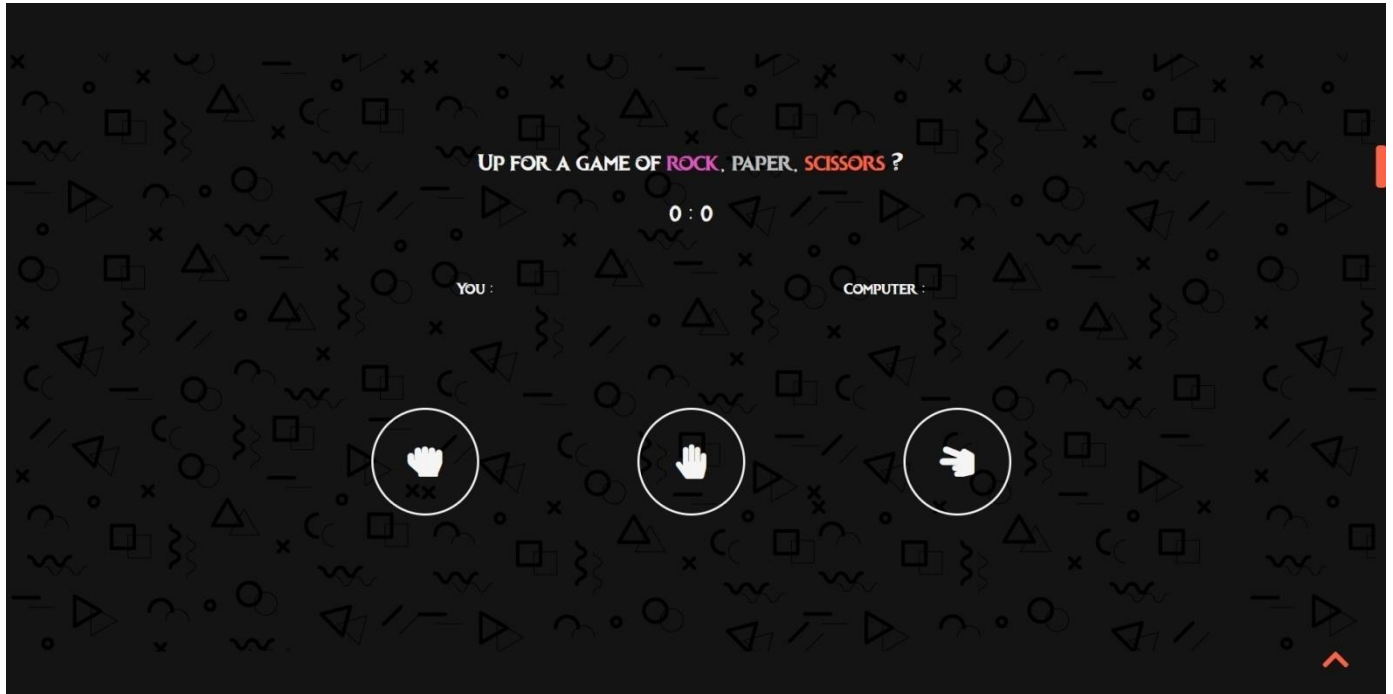 Up for a game of rock, paper, scissors ?
0 : 0
You :
Computer :